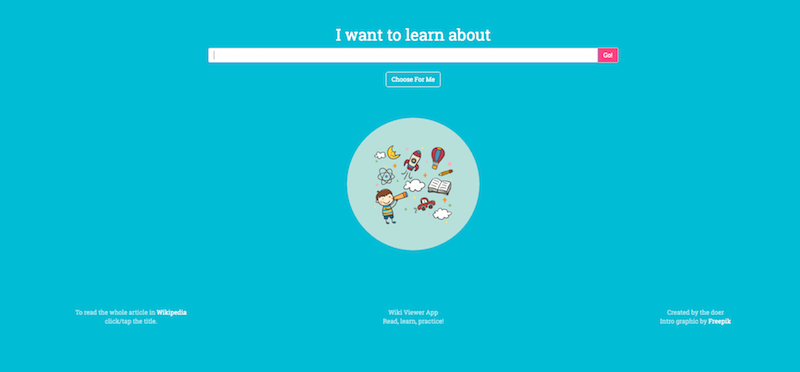 I want to learn about
Go!
Choose For Me
To read the whole article in Wikipedia
click/tap the title.
Wiki Viewer App
Read, learn, practice!
Created by the doer
Intro graphic by Freepik